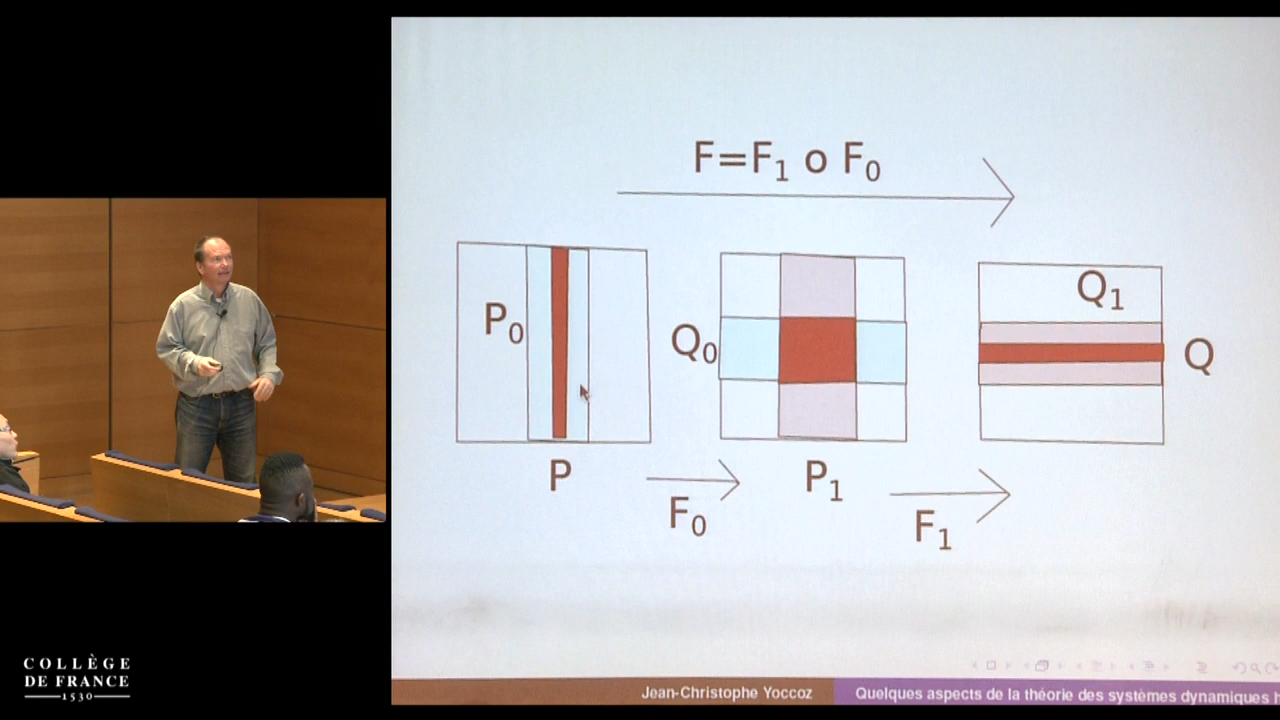 F=F₁ o F₀
P₀
Q₀
Q₁
Q
P
P₁
F₀
F₁
COLLÈGE
DE FRANCE
1530
Jean-Christophe Yoccoz
Quelques aspects de la théorie des systèmes dynamiques